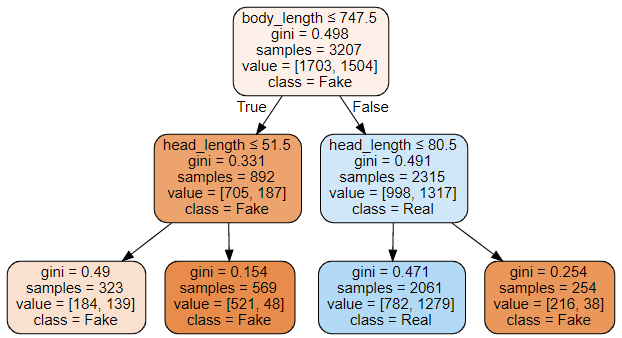 body_length ≤ 747.5
gini = 0.498
samples = 3207
value = [1703, 1504]
class = Fake
True
False
head_length ≤ 51.5
gini = 0.331
samples = 892
value = [705, 187]
class = Fake
head_length ≤ 80.5
gini = 0.491
samples = 2315
value = [998, 1317]
class = Real
gini = 0.49
samples = 323
value = [184, 139]
class = Fake
gini = 0.154
samples = 569
value = [521, 48]
class = Fake
gini = 0.471
samples = 2061
value = [782, 1279]
class = Real
gini = 0.254
samples = 254
value = [216, 38]
class = Fake